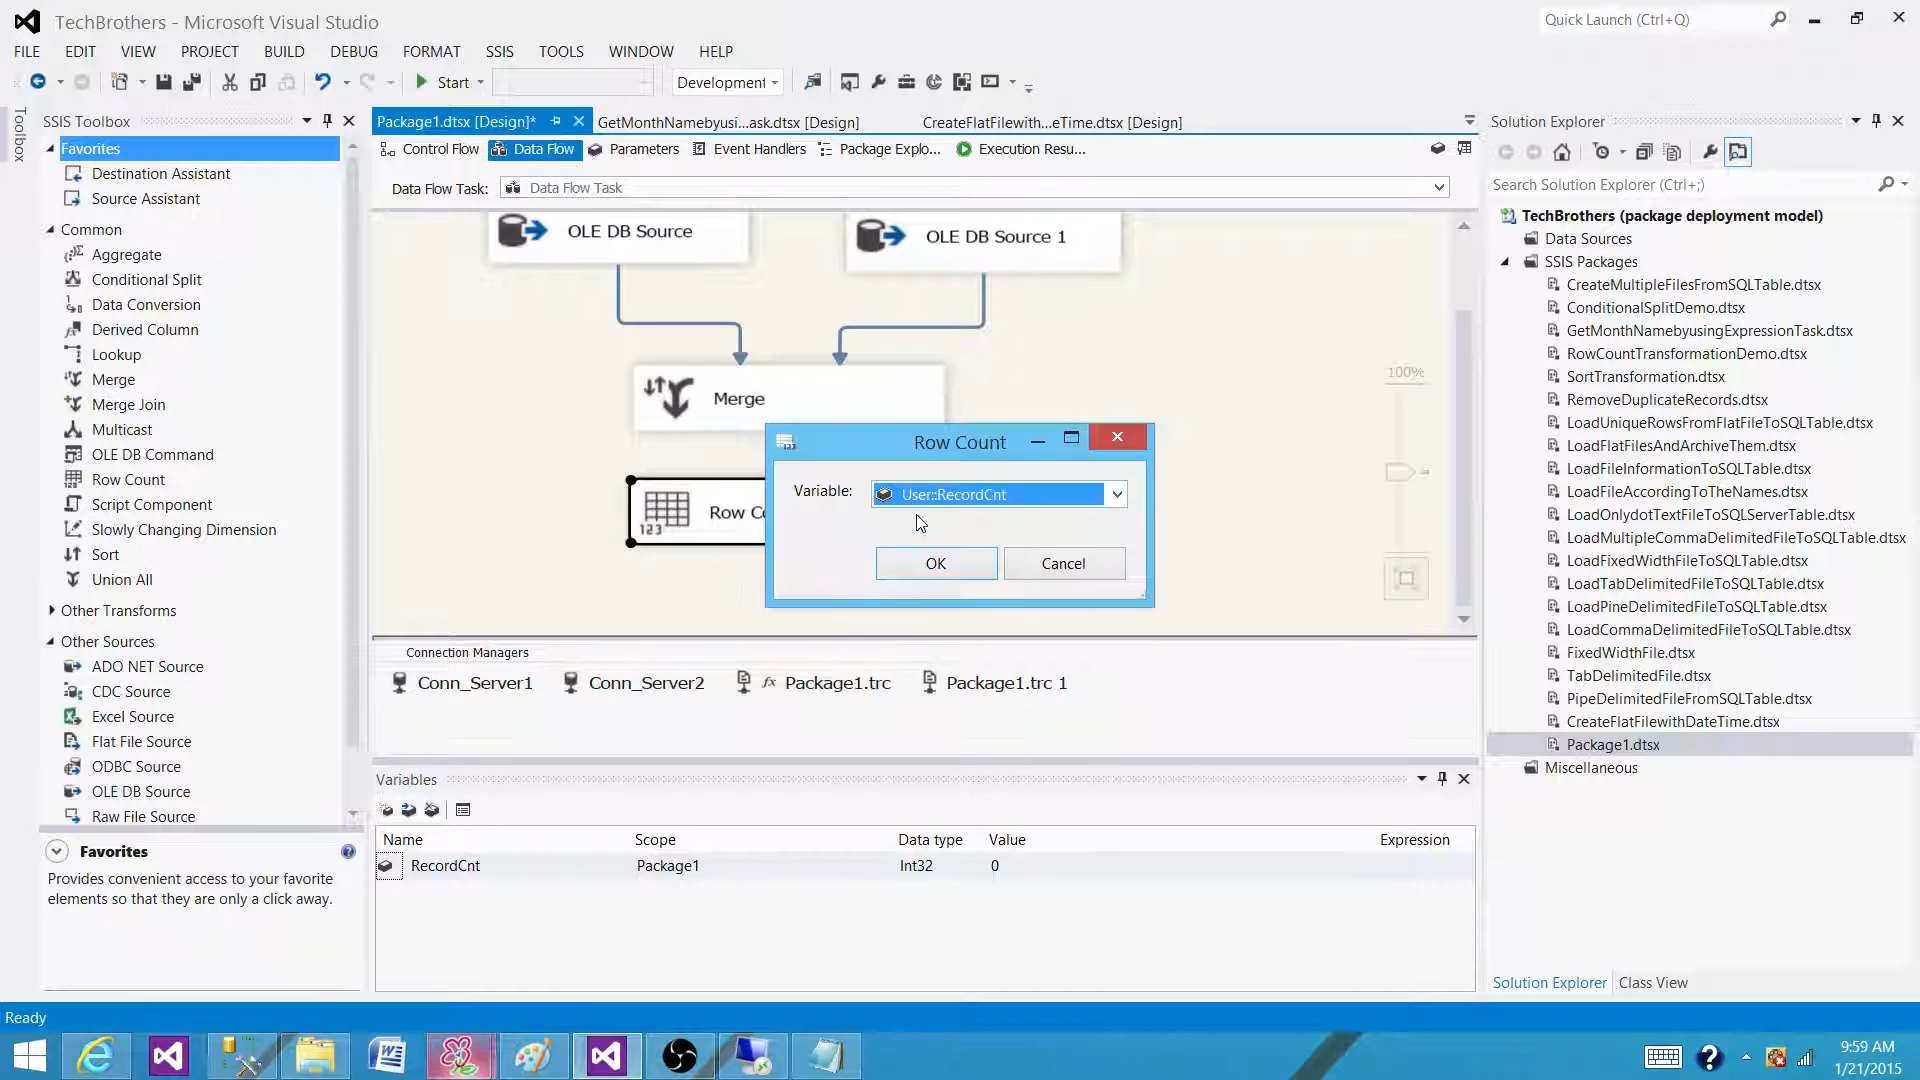 TechBrothers - Microsoft Visual Studio
Quick Launch (Ctrl+Q)
FILE EDIT VIEW PROJECT BUILD DEBUG FORMAT SSIS TOOLS WINDOW HELP
Start
Development
Toolbox
SSIS Toolbox
Favorites
Destination Assistant
Source Assistant
Common
Aggregate
Conditional Split
Data Conversion
Derived Column
Lookup
Merge
Merge Join
Multicast
OLE DB Command
Row Count
Script Component
Slowly Changing Dimension
Sort
Union All
Other Transforms
Other Sources
ADO NET Source
CDC Source
Excel Source
Flat File Source
ODBC Source
OLE DB Source
Raw File Source
Favorites
Provides convenient access to your favorite
elements so that they are only a click away.
Package1.dtsx [Design]* GetMonthNamebyusi...ask.dtsx [Design] CreateFlatFilewith...eTime.dtsx [Design]
Control Flow Data Flow Parameters Event Handlers Package Explo... Execution Resu...
Data Flow Task: Data Flow Task
OLE DB Source
OLE DB Source 1
Merge
123
Row Co
100%
Row Count
Variable: User::RecordCnt
OK Cancel
Connection Managers
Conn_Server1 Conn_Server2 fx Package1.trc Package1.trc 1
Variables
Name Scope Data type Value Expression
RecordCnt Package1 Int32 0
Solution Explorer
Search Solution Explorer (Ctrl+;)
TechBrothers (package deployment model)
Data Sources
SSIS Packages
CreateMultipleFilesFromSQLTable.dtsx
ConditionalSplitDemo.dtsx
GetMonthNamebyusingExpressionTask.dtsx
RowCountTransformationDemo.dtsx
SortTransformation.dtsx
RemoveDuplicateRecords.dtsx
LoadUniqueRowsFromFlatFileToSQLTable.dtsx
LoadFlatFilesAndArchiveThem.dtsx
LoadFileInformationToSQLTable.dtsx
LoadFileAccordingToTheNames.dtsx
LoadOnlydotTextFileToSQLServerTable.dtsx
LoadMultipleCommaDelimitedFileToSQLTable.dtsx
LoadFixedWidthFileToSQLTable.dtsx
LoadTabDelimitedFileToSQLTable.dtsx
LoadPineDelimitedFileToSQLTable.dtsx
LoadCommaDelimitedFileToSQLTable.dtsx
FixedWidthFile.dtsx
TabDelimitedFile.dtsx
PipeDelimitedFileFromSQLTable.dtsx
CreateFlatFilewithDateTime.dtsx
Package1.dtsx
Miscellaneous
Solution Explorer Class View
Ready
9:59 AM
1/21/2015